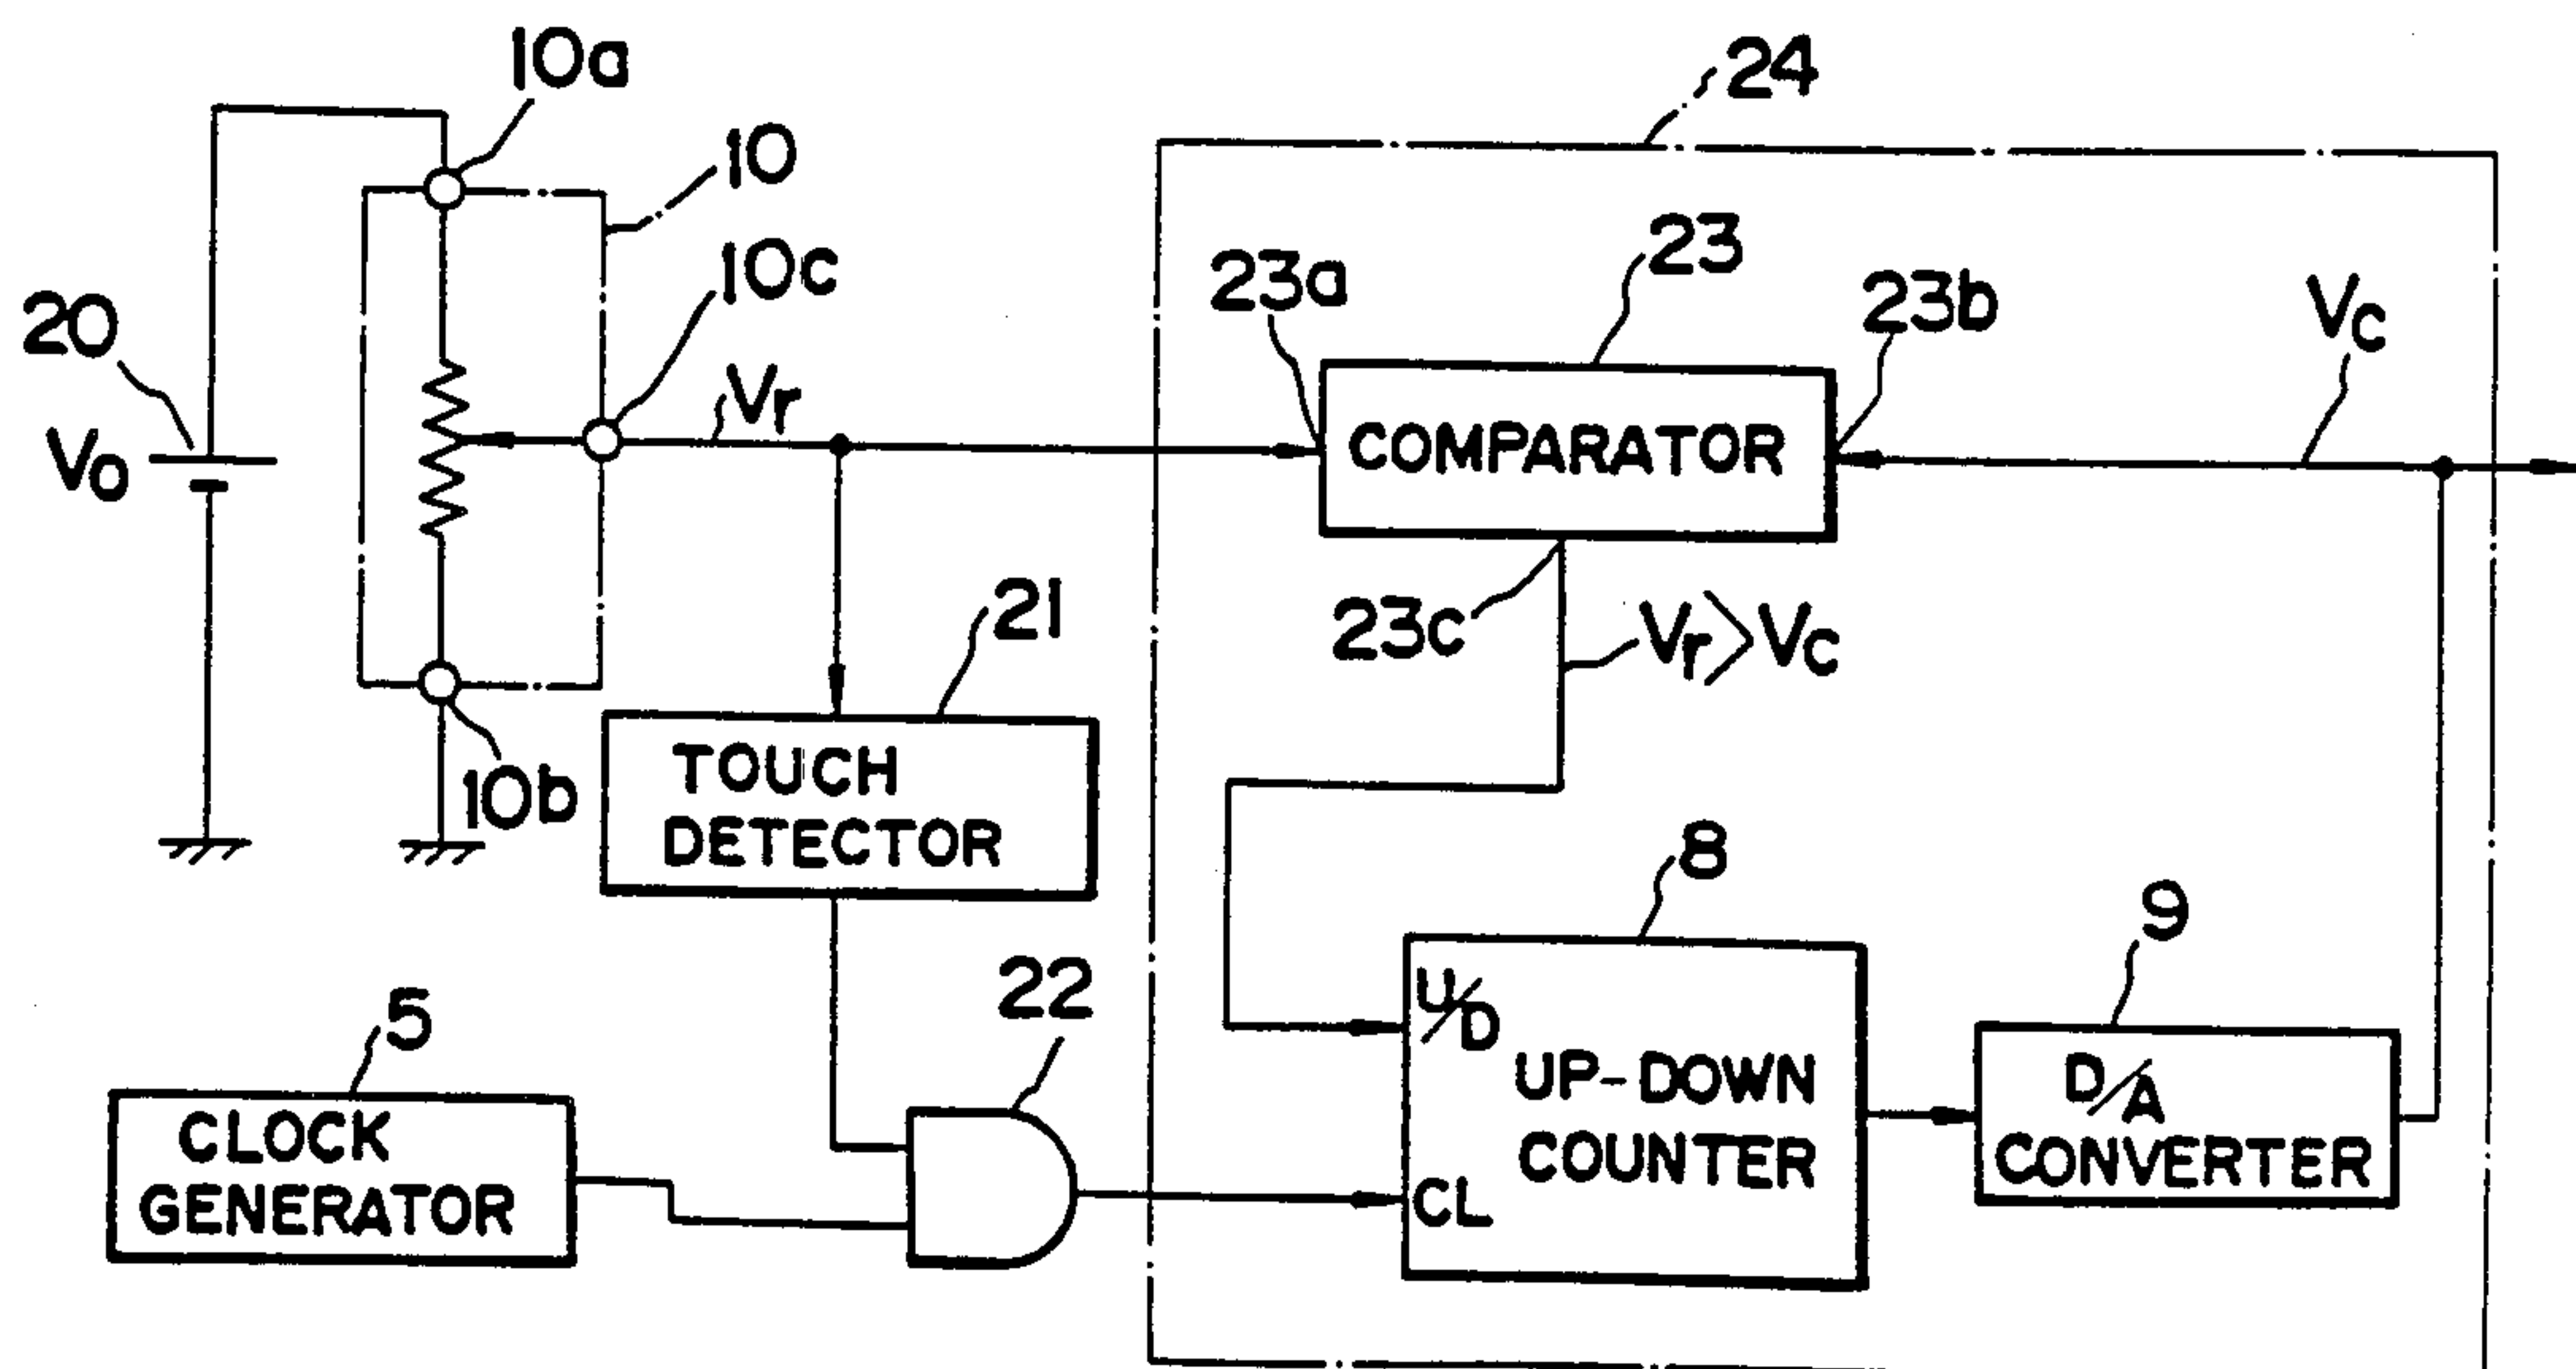 10a
24
10
23
10c
23a
23b
Vc
20
Vr
COMPARATOR
Vo
21
23c
Vr>Vc
TOUCH
DETECTOR
10b
8
9
22
U/D
5
D/A
UP-DOWN
CLOCK
COUNTER
CONVERTER
GENERATOR
CL